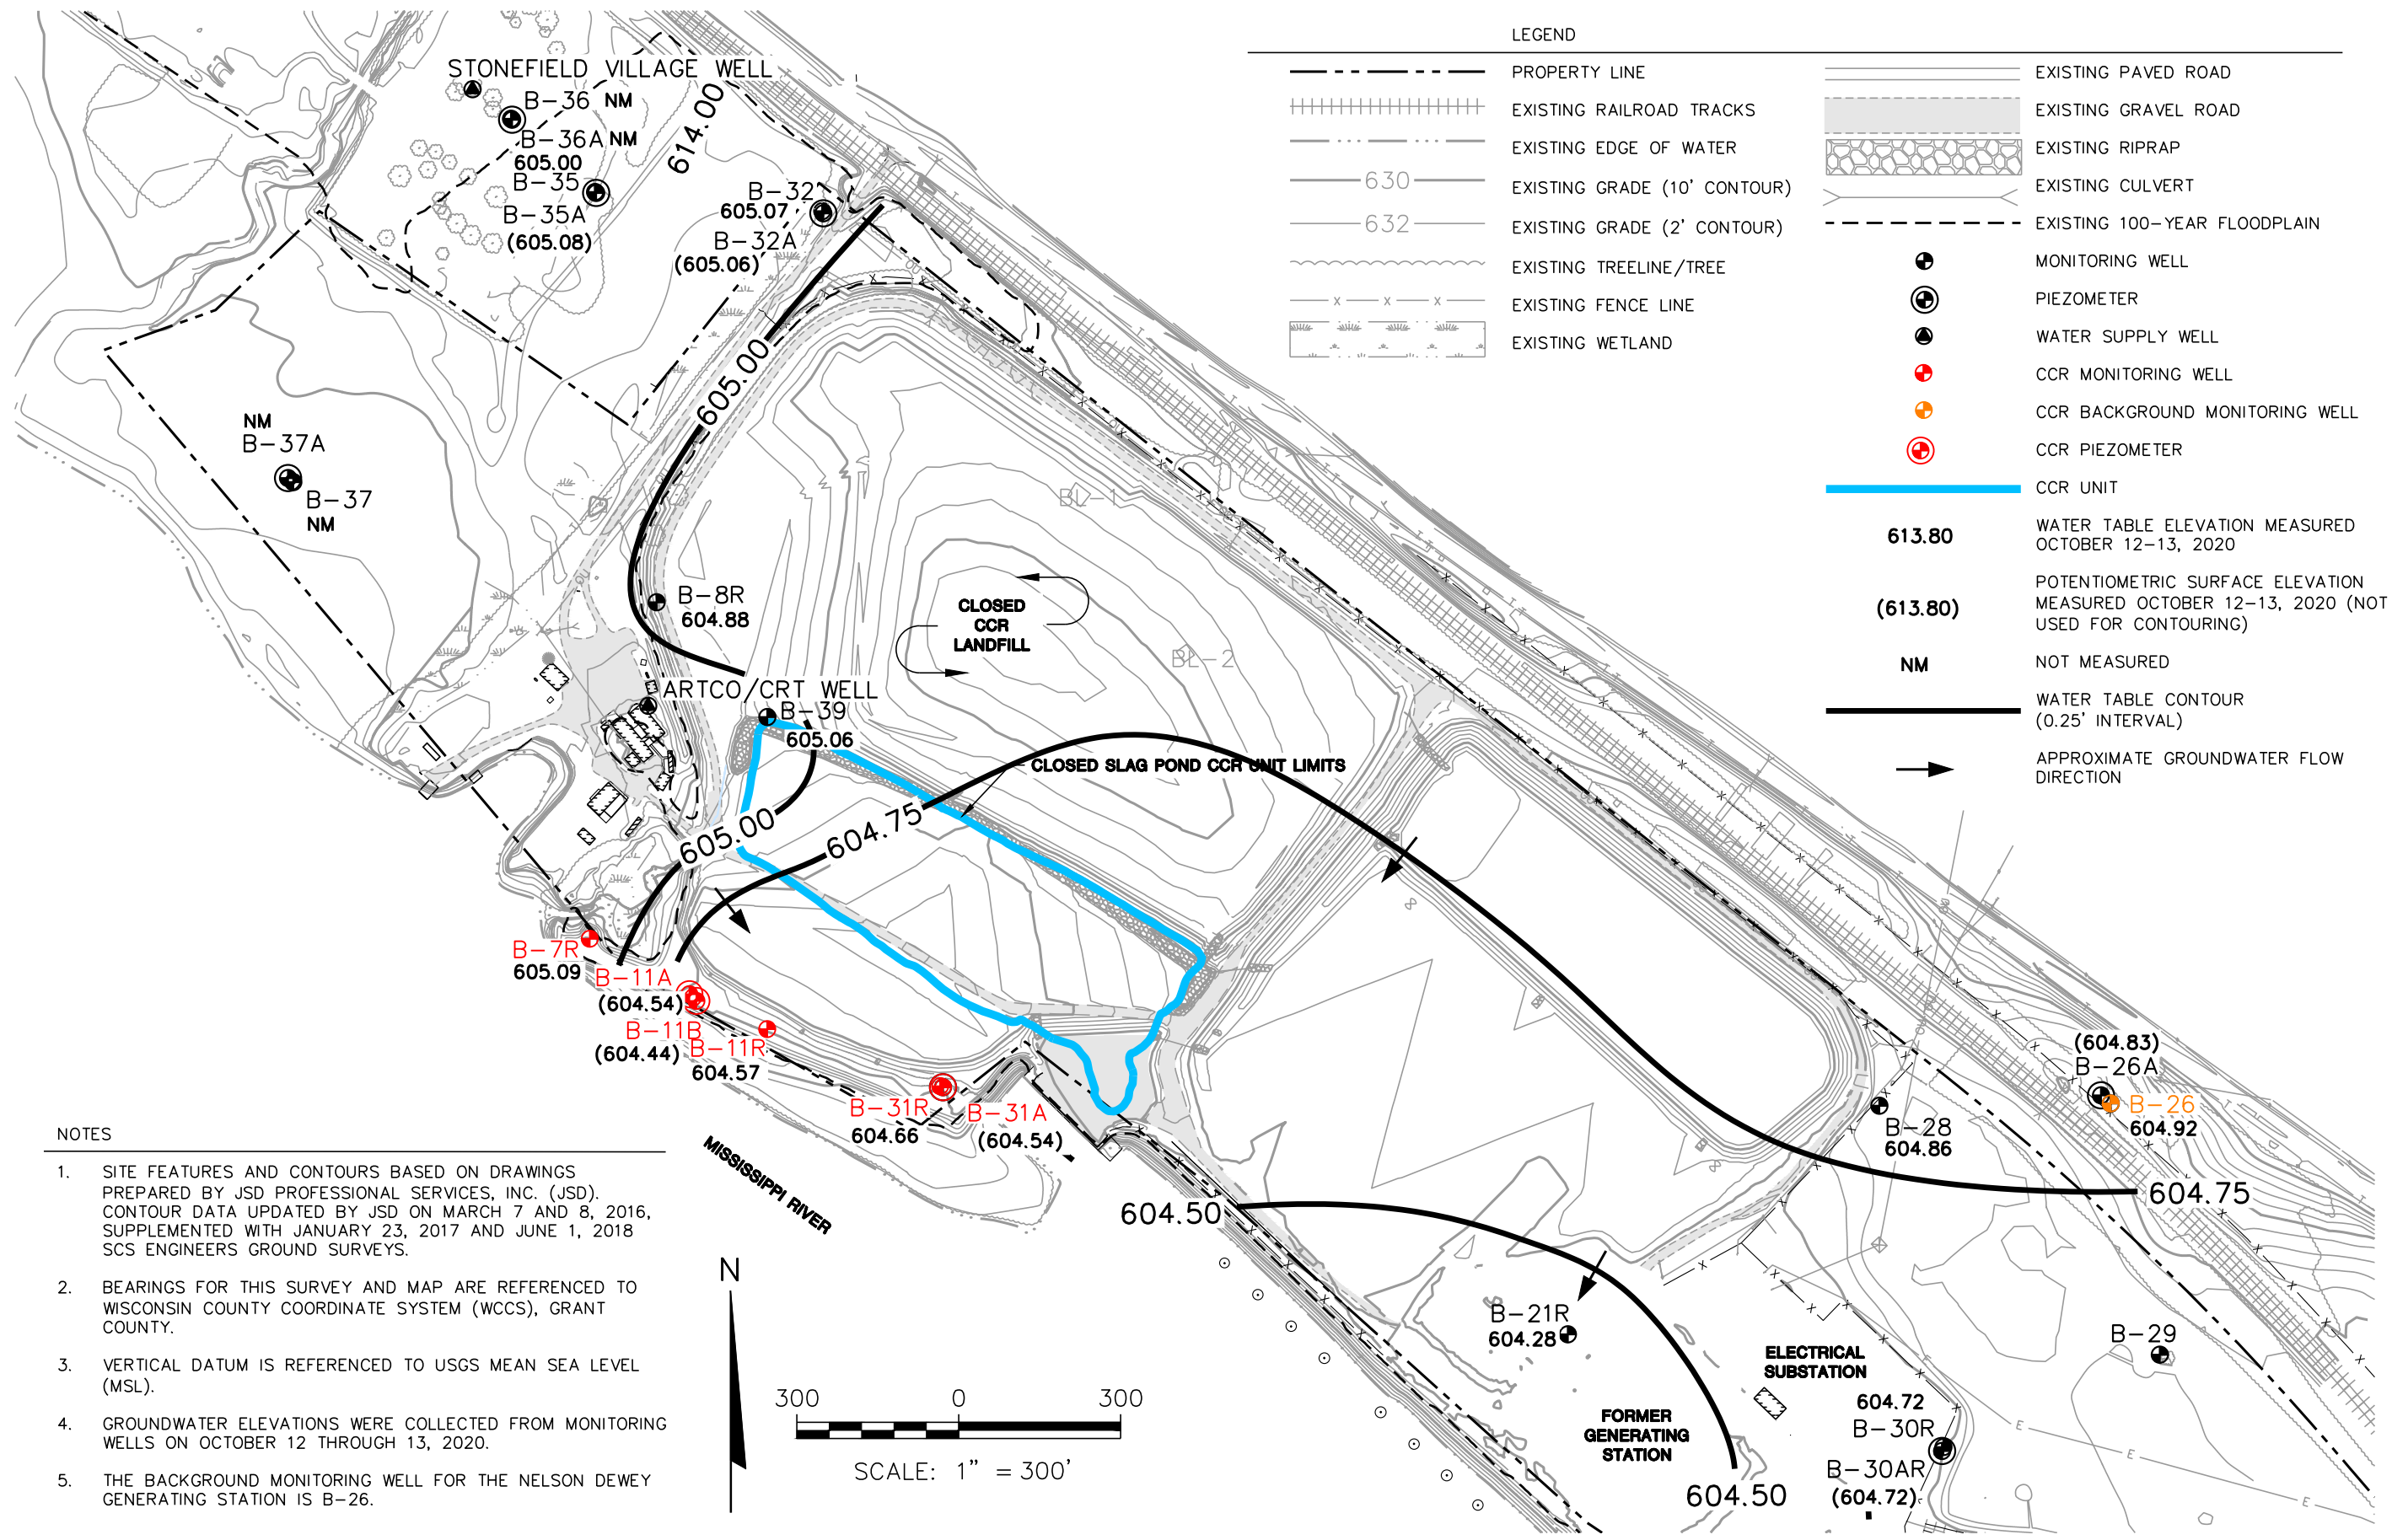 STONEFIELD VILLAGE WELL
B-36 NM
B-36A NM
605.00
B-35
B-35A
(605.08)
614.00
B-32
605.07
B-32A
(605.06)
605.00
NM
B-37A
B-37
NM
B-8R
604.88
BL-1
BL-2
CLOSED
CCR
LANDFILL
ARTCO/CRT WELL
B-39
605.06
CLOSED SLAG POND CCR UNIT LIMITS
605.00
604.75
B-7R
605.09
B-11A
(604.54)
B-11B
(604.44)
B-11R
604.57
B-31R
604.66
B-31A
(604.54)
MISSISSIPPI RIVER
604.50
(604.83)
B-26A
B-26
604.92
B-28
604.86
604.75
B-21R
604.28
B-29
ELECTRICAL
SUBSTATION
604.72
B-30R
B-30AR
(604.72)
FORMER
GENERATING
STATION
604.50
LEGEND
PROPERTY LINE
EXISTING RAILROAD TRACKS
EXISTING EDGE OF WATER
630
EXISTING GRADE (10' CONTOUR)
632
EXISTING GRADE (2' CONTOUR)
EXISTING TREELINE/TREE
EXISTING FENCE LINE
EXISTING WETLAND
EXISTING PAVED ROAD
EXISTING GRAVEL ROAD
EXISTING RIPRAP
EXISTING CULVERT
EXISTING 100-YEAR FLOODPLAIN
MONITORING WELL
PIEZOMETER
WATER SUPPLY WELL
CCR MONITORING WELL
CCR BACKGROUND MONITORING WELL
CCR PIEZOMETER
CCR UNIT
613.80
WATER TABLE ELEVATION MEASURED
OCTOBER 12-13, 2020
(613.80)
POTENTIOMETRIC SURFACE ELEVATION
MEASURED OCTOBER 12-13, 2020 (NOT
USED FOR CONTOURING)
NM
NOT MEASURED
WATER TABLE CONTOUR
(0.25' INTERVAL)
APPROXIMATE GROUNDWATER FLOW
DIRECTION
NOTES
1. SITE FEATURES AND CONTOURS BASED ON DRAWINGS
PREPARED BY JSD PROFESSIONAL SERVICES, INC. (JSD).
CONTOUR DATA UPDATED BY JSD ON MARCH 7 AND 8, 2016,
SUPPLEMENTED WITH JANUARY 23, 2017 AND JUNE 1, 2018
SCS ENGINEERS GROUND SURVEYS.
2. BEARINGS FOR THIS SURVEY AND MAP ARE REFERENCED TO
WISCONSIN COUNTY COORDINATE SYSTEM (WCCS), GRANT
COUNTY.
3. VERTICAL DATUM IS REFERENCED TO USGS MEAN SEA LEVEL
(MSL).
4. GROUNDWATER ELEVATIONS WERE COLLECTED FROM MONITORING
WELLS ON OCTOBER 12 THROUGH 13, 2020.
5. THE BACKGROUND MONITORING WELL FOR THE NELSON DEWEY
GENERATING STATION IS B-26.
N
300 0 300
SCALE: 1" = 300'